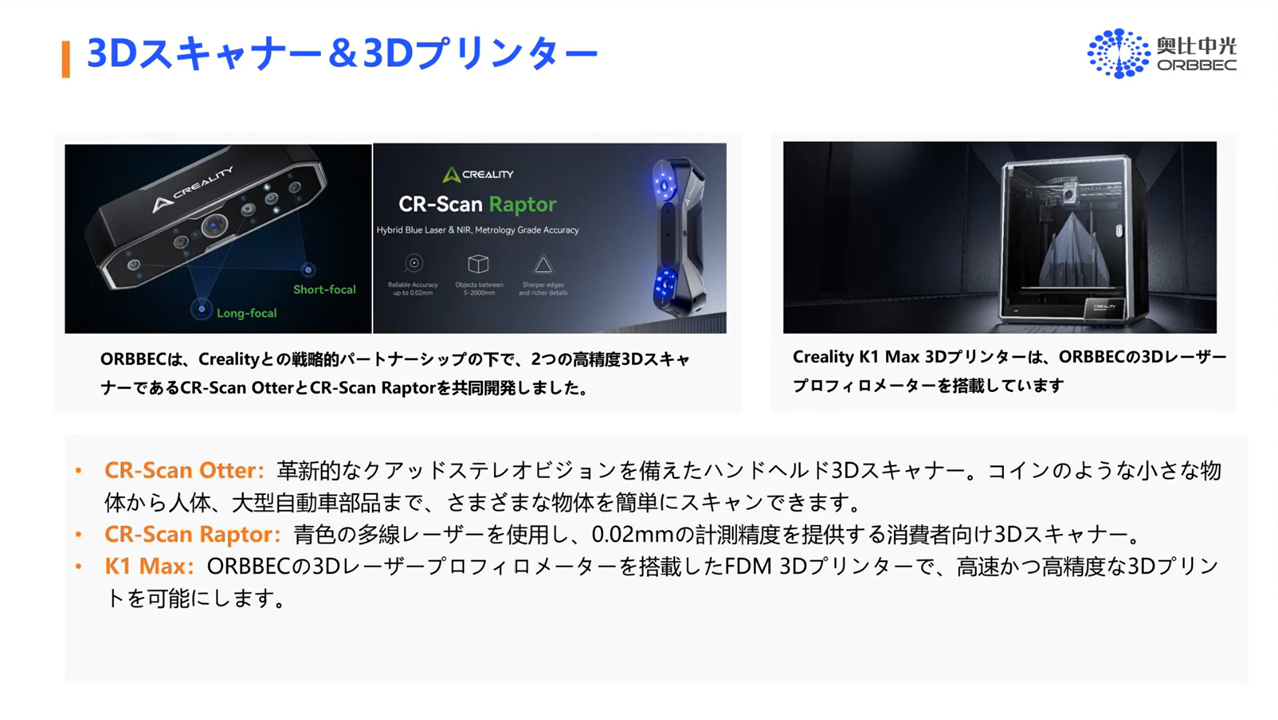 3Dスキャナー＆3Dプリンター
奥比中光
ORBBEC
CREALITY
Short-focal
Long-focal
CREALITY
CR-Scan Raptor
Hybrid Blue Laser & NIR, Metrology Grade Accuracy
Reliable Accuracy
up to 0.02mm
Objects between
5-2000mm
Sharper edges
and richer details
CREALITY
ORBBECは、Crealityとの戦略的パートナーシップの下で、2つの高精度3Dスキャ
ナーであるCR-Scan OtterとCR-Scan Raptorを共同開発しました。
Creality K1 Max 3Dプリンターは、ORBBECの3Dレーザー
プロフィロメーターを搭載しています
• CR-Scan Otter：革新的なクアッドステレオビジョンを備えたハンドヘルド3Dスキャナー。コインのような小さな物
体から人体、大型自動車部品まで、さまざまな物体を簡単にスキャンできます。
• CR-Scan Raptor：青色の多線レーザーを使用し、0.02mmの計測精度を提供する消費者向け3Dスキャナー。
• K1 Max：ORBBECの3Dレーザープロフィロメーターを搭載したFDM 3Dプリンターで、高速かつ高精度な3Dプリン
トを可能にします。